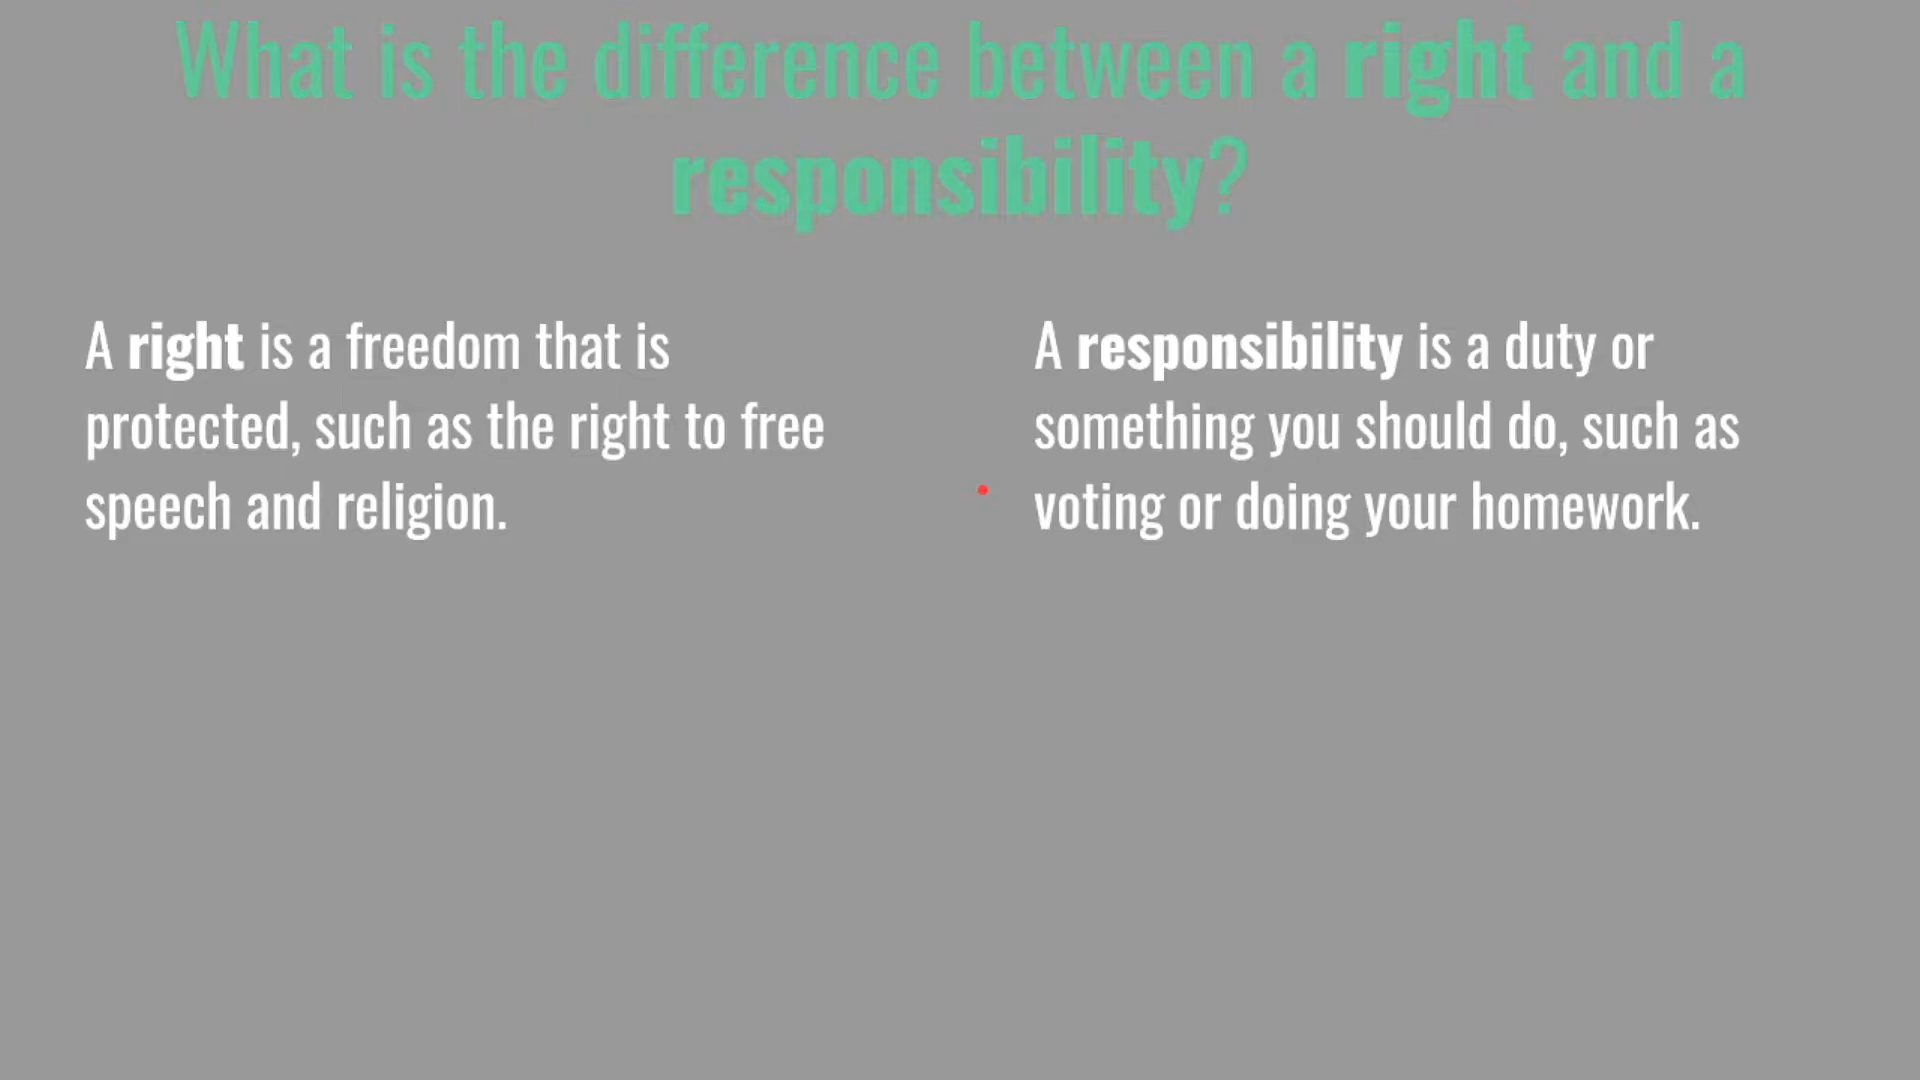 What is the difference between a right and a
responsibility?
A right is a freedom that is
protected, such as the right to free
speech and religion.
A responsibility is a duty or
something you should do, such as
voting or doing your homework.